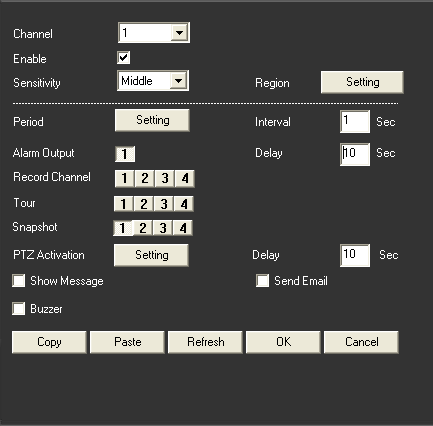 Channel 1
Enable
Sensitivity Middle Region Setting
Period Setting Interval 1 Sec
Alarm Output 1 Delay 10 Sec
Record Channel 1 2 3 4
Tour 1 2 3 4
Snapshot 1 2 3 4
PTZ Activation Setting Delay 10 Sec
Show Message Send Email
Buzzer
Copy Paste Refresh OK Cancel